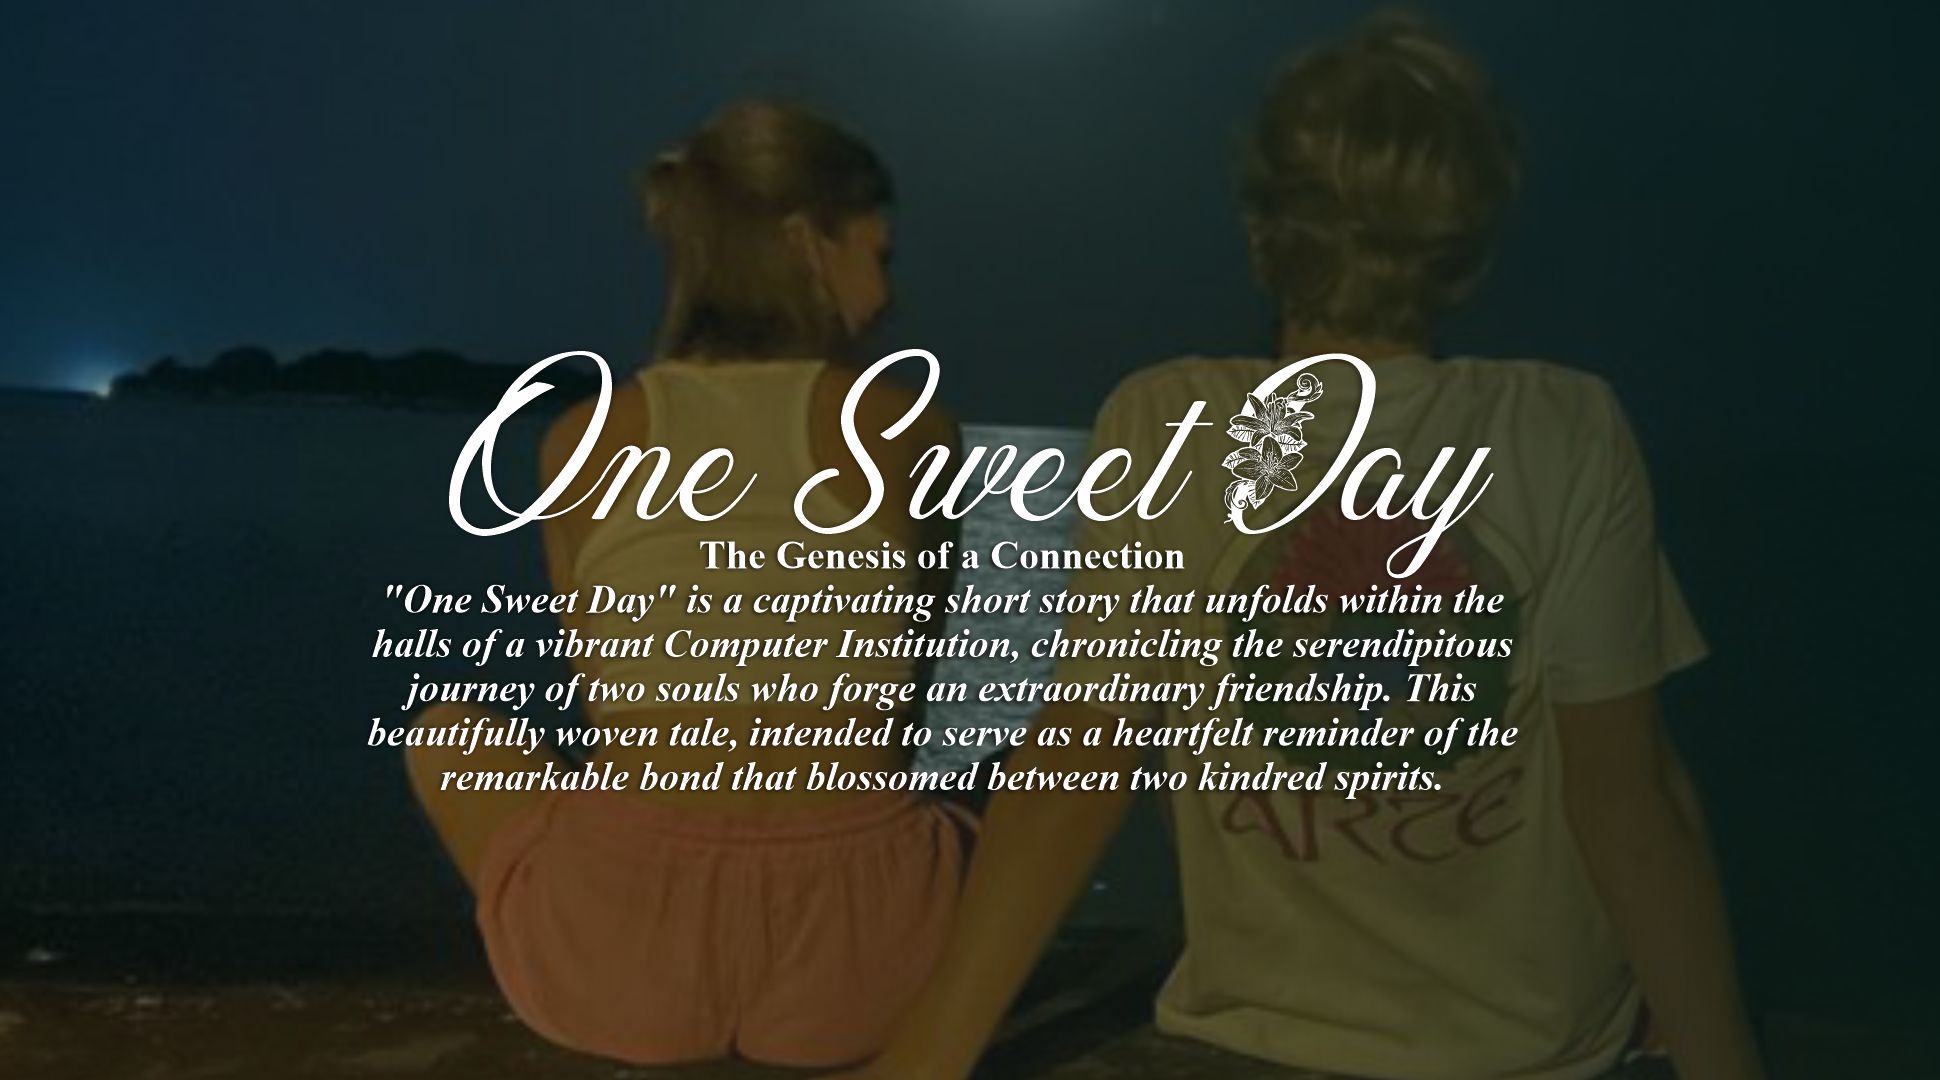 One Sweet Day
The Genesis of a Connection
"One Sweet Day" is a captivating short story that unfolds within the
halls of a vibrant Computer Institution, chronicling the serendipitous
journey of two souls who forge an extraordinary friendship. This
beautifully woven tale, intended to serve as a heartfelt reminder of the
remarkable bond that blossomed between two kindred spirits.
ARZE